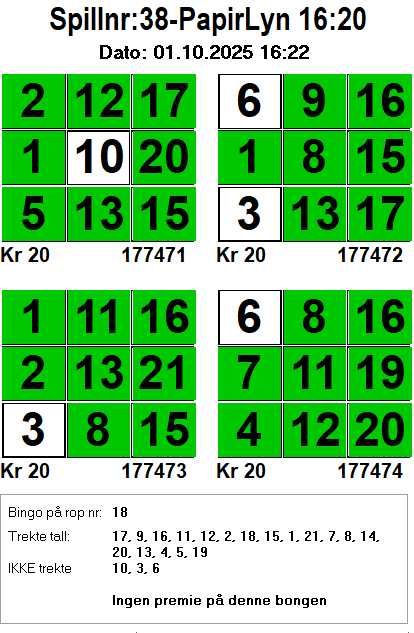 Spillnr:38-PapirLyn 16:20
Dato: 01.10.2025 16:22
2 12 17
1 10 20
5 13 15
Kr 20 177471
6 9 16
1 8 15
3 13 17
Kr 20 177472
1 11 16
2 13 21
3 8 15
Kr 20 177473
6 8 16
7 11 19
4 12 20
Kr 20 177474
Bingo på rop nr: 18
Trekte tall: 17, 9, 16, 11, 12, 2, 18, 15, 1, 21, 7, 8, 14,
20, 13, 4, 5, 19
IKKE trekte 10, 3, 6
Ingen premie på denne bongen